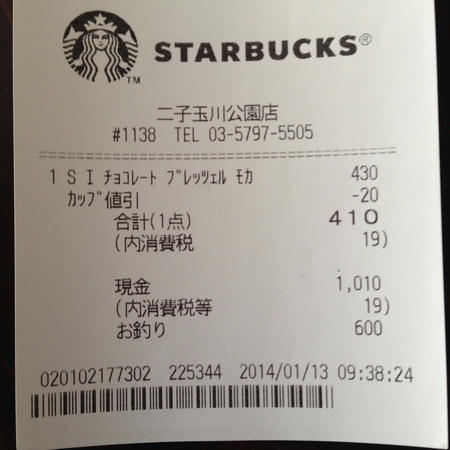 STARBUCKS®
TM
二子玉川公園店
#1138 TEL 03-5797-5505
1 S I ﾁｮｺﾚｰﾄ ﾌﾟﾚｯﾂｪﾙ ﾓｶ 430
ｶｯﾌﾟ値引 -20
合計(1点) 410
(内消費税 19)
現金 1,010
(内消費税等 19)
お釣り 600
020102177302 225344 2014/01/13 09:38:24